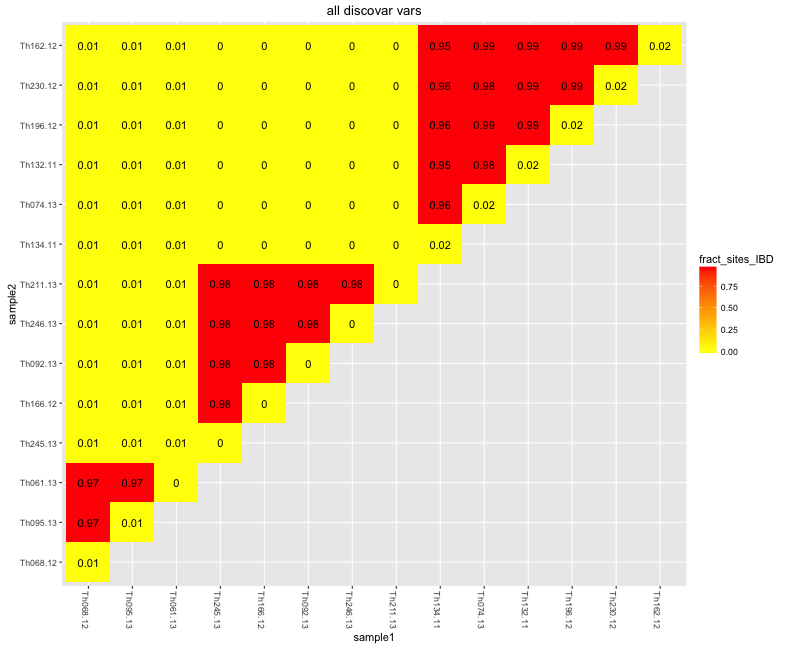 all discovar vars
Th162.12 0.01 0.01 0.01 0 0 0 0 0 0.95 0.99 0.99 0.99 0.99 0.02
Th230.12 0.01 0.01 0.01 0 0 0 0 0 0.96 0.98 0.99 0.99 0.02
Th196.12 0.01 0.01 0.01 0 0 0 0 0 0.96 0.99 0.99 0.02
Th132.11 0.01 0.01 0.01 0 0 0 0 0 0.95 0.98 0.02
Th074.13 0.01 0.01 0.01 0 0 0 0 0 0.96 0.02
Th134.11 0.01 0.01 0.01 0 0 0 0 0 0.02
Th211.13 0.01 0.01 0.01 0.98 0.98 0.98 0.98 0
Th246.13 0.01 0.01 0.01 0.98 0.98 0.98 0
Th092.13 0.01 0.01 0.01 0.98 0.98 0
Th166.12 0.01 0.01 0.01 0.98 0
Th245.13 0.01 0.01 0.01 0
Th061.13 0.97 0.97 0
Th095.13 0.97 0.01
Th068.12 0.01
Th068.12 Th095.13 Th061.13 Th245.13 Th166.12 Th092.13 Th246.13 Th211.13 Th134.11 Th074.13 Th132.11 Th196.12 Th230.12 Th162.12
sample1
sample2
fract_sites_IBD
0.75
0.50
0.25
0.00